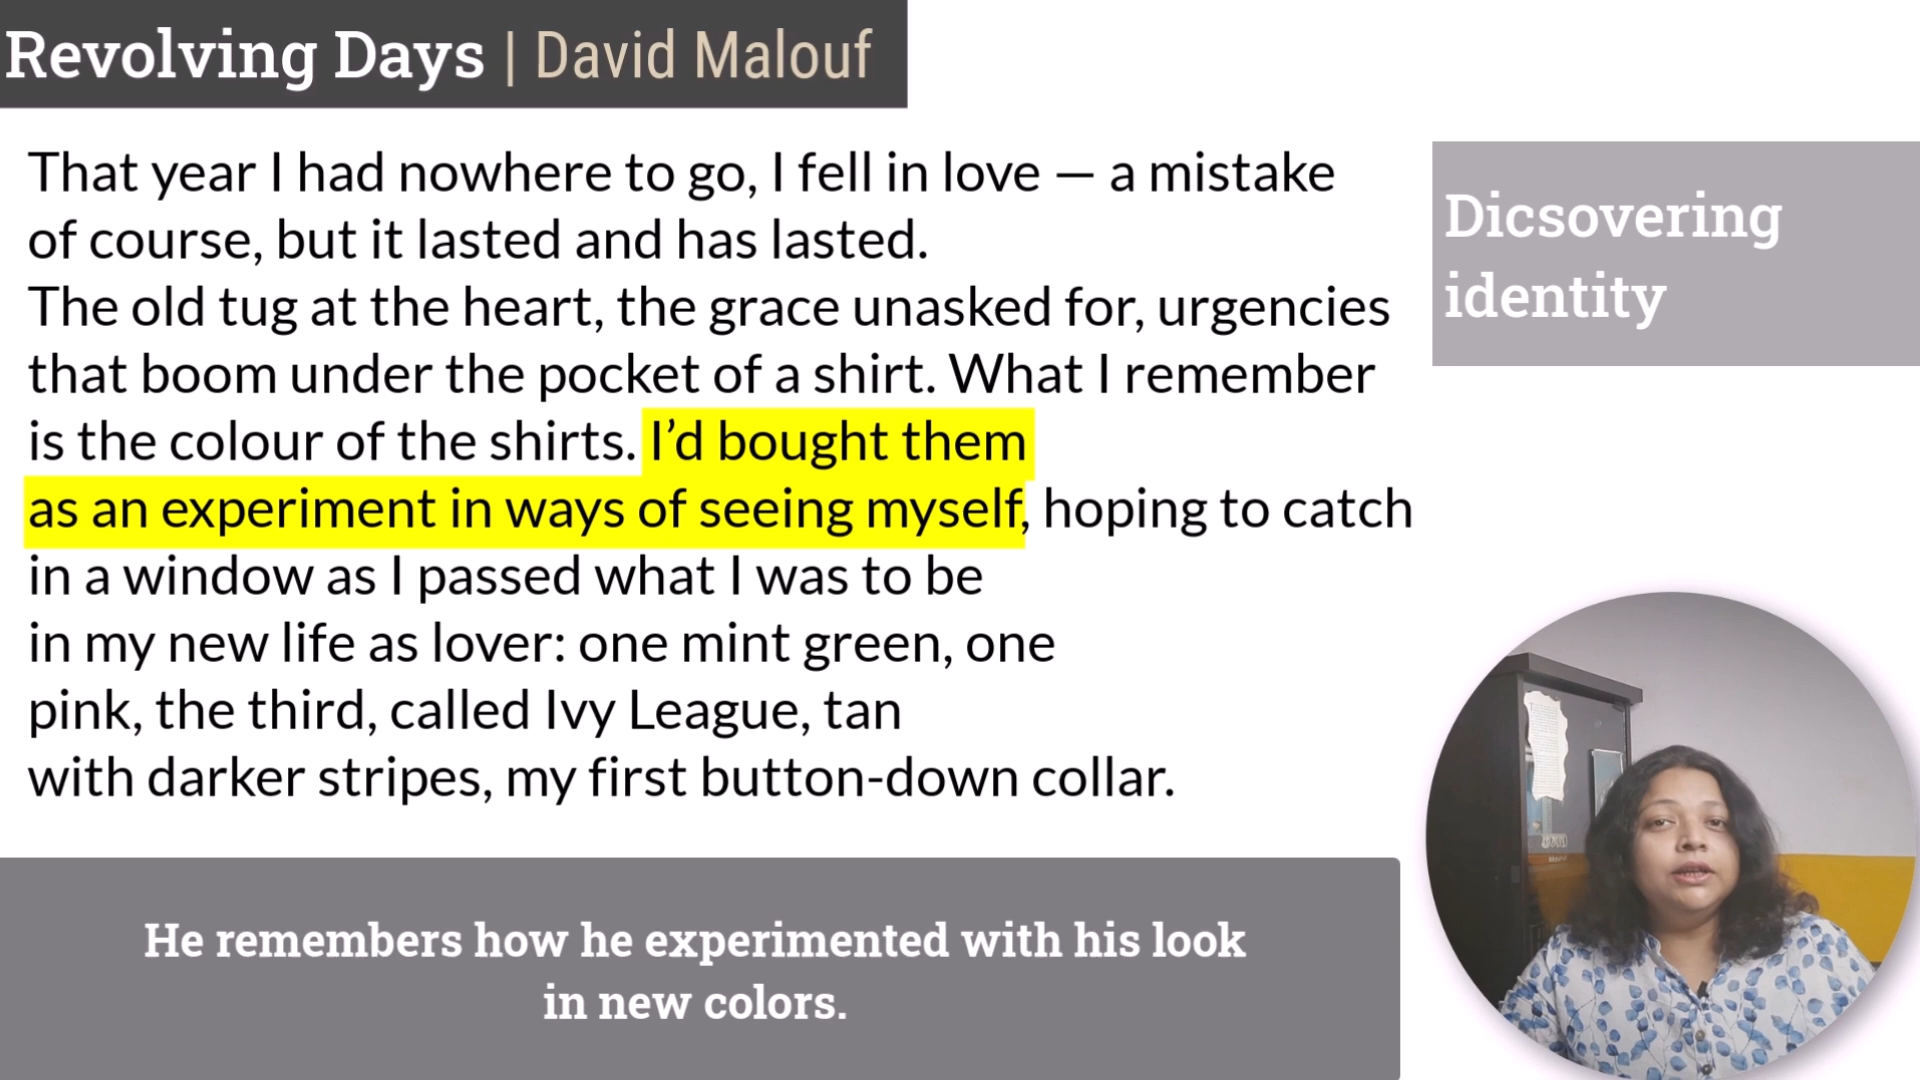 Revolving Days | David Malouf
That year I had nowhere to go, I fell in love — a mistake
of course, but it lasted and has lasted.
The old tug at the heart, the grace unasked for, urgencies
that boom under the pocket of a shirt. What I remember
is the colour of the shirts. I’d bought them
as an experiment in ways of seeing myself, hoping to catch
in a window as I passed what I was to be
in my new life as lover: one mint green, one
pink, the third, called Ivy League, tan
with darker stripes, my first button-down collar.
Dicsovering
identity
He remembers how he experimented with his look
in new colors.